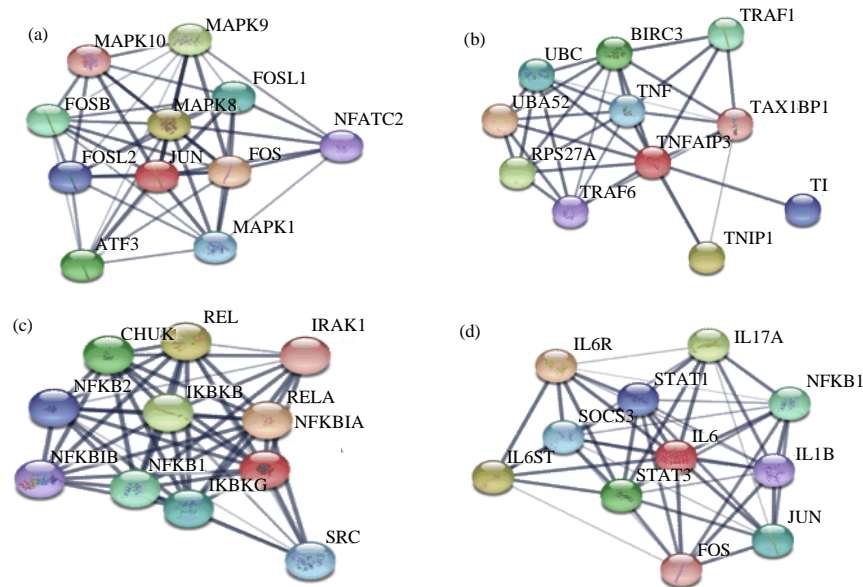 (a)
MAPK9
MAPK10
FOSL1
FOSB
MAPK8
NFATC2
FOSL2
JUN
FOS
MAPK1
ATF3
(b)
TRAF1
BIRC3
UBC
TNF
UBA52
TAX1BP1
TNFAIP3
RPS27A
TRAF6
TI
TNIP1
(c)
REL
CHUK
IRAK1
NFKB2
IKBKB
RELA
NFKBIA
NFKBIB
NFKB1
IKBKG
SRC
(d)
IL17A
IL6R
STAT1
NFKB1
SOCS3
IL6
IL1B
IL6ST
STAT3
JUN
FOS